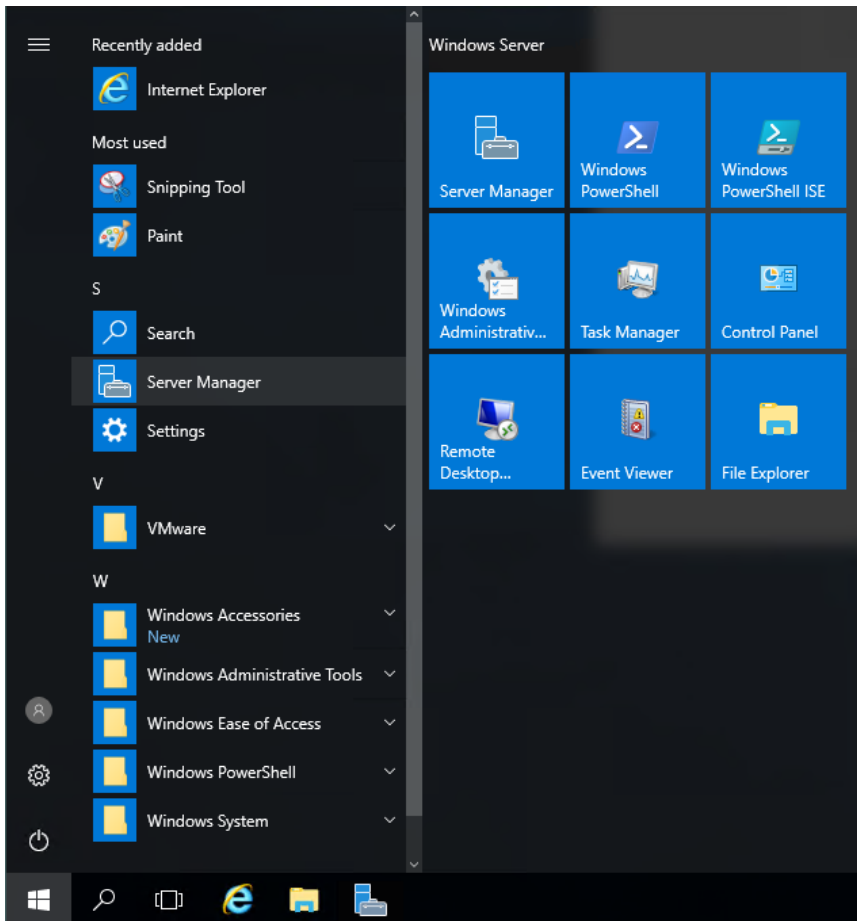 Recently added
Internet Explorer
Most used
Snipping Tool
Paint
S
Search
Server Manager
Settings
V
VMware
W
Windows Accessories
New
Windows Administrative Tools
Windows Ease of Access
Windows PowerShell
Windows System
Windows Server
Server Manager
Windows
PowerShell
Windows
PowerShell ISE
Windows
Administrativ...
Task Manager
Control Panel
Remote
Desktop...
Event Viewer
File Explorer